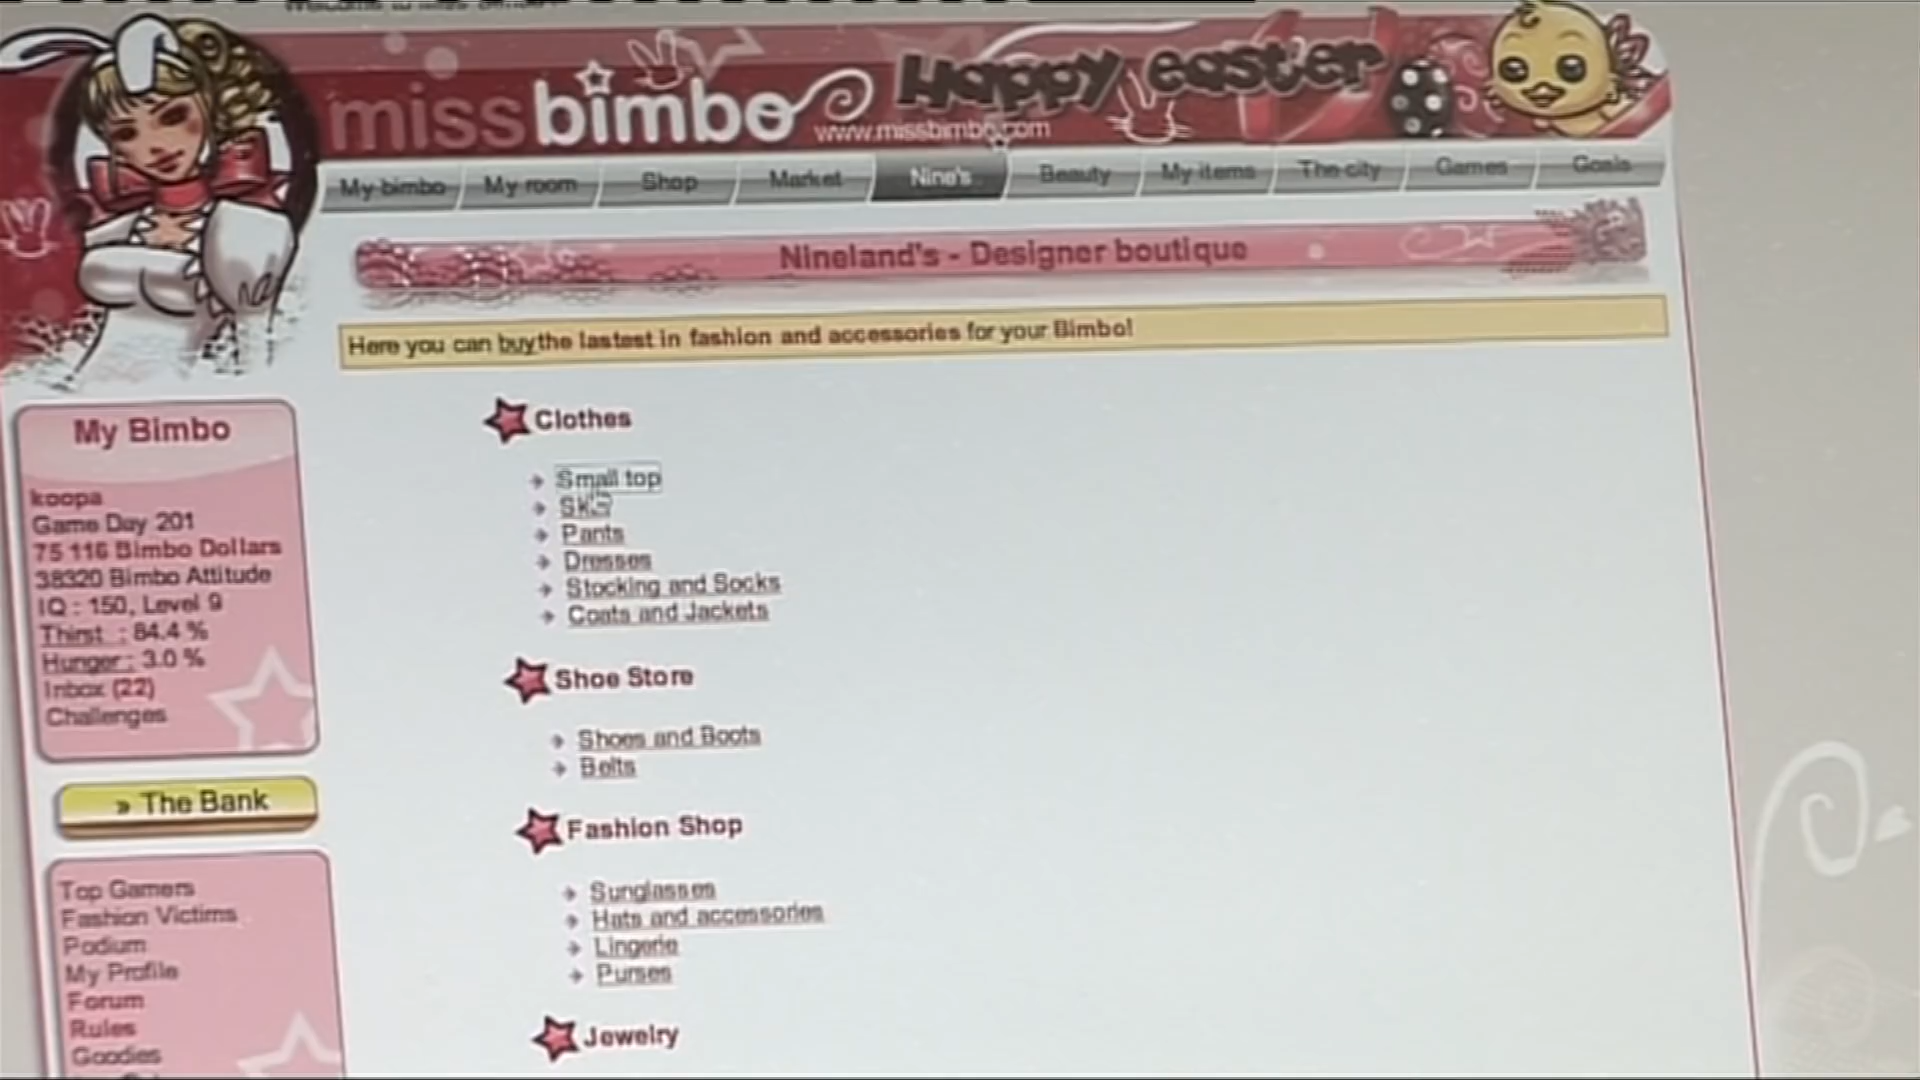 miss bimbo
www.missbimbo.com
Happy easter
My bimbo
My room
Shop
Market
Nine's
Beauty
My items
The city
Games
Goals
Nineland's - Designer boutique
Here you can buy the lastest in fashion and accessories for your Bimbo!
My Bimbo
koopa
Game Day 201
75 116 Bimbo Dollars
38320 Bimbo Attitude
IQ : 150, Level 9
Thirst : 84.4 %
Hunger : 3.0 %
Inbox (22)
Challenges
» The Bank
Top Gamers
Fashion Victims
Podium
My Profile
Forum
Rules
Goodies
Clothes
Small top
Pants
Dresses
Stocking and Socks
Coats and Jackets
Shoe Store
Shoes and Boots
Belts
Fashion Shop
Sunglasses
Hats and accessories
Lingerie
Purses
Jewelry